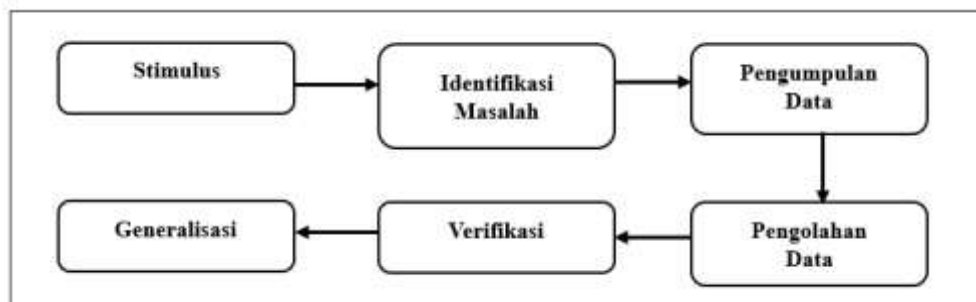 Stimulus
Identifikasi
Masalah
Pengumpulan
Data
Generalisasi
Verifikasi
Pengolahan
Data